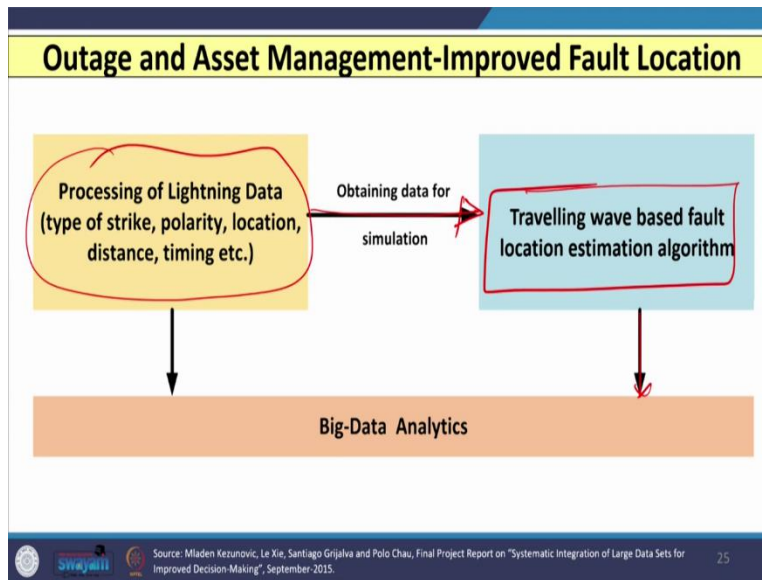 Outage and Asset Management-Improved Fault Location
Processing of Lightning Data
(type of strike, polarity, location,
distance, timing etc.)
Obtaining data for
simulation
Travelling wave based fault
location estimation algorithm
Big-Data Analytics
swayam
Source: Mladen Kezunovic, Le Xie, Santiago Grijalva and Polo Chau, Final Project Report on “Systematic Integration of Large Data Sets for
Improved Decision-Making”, September-2015.
25